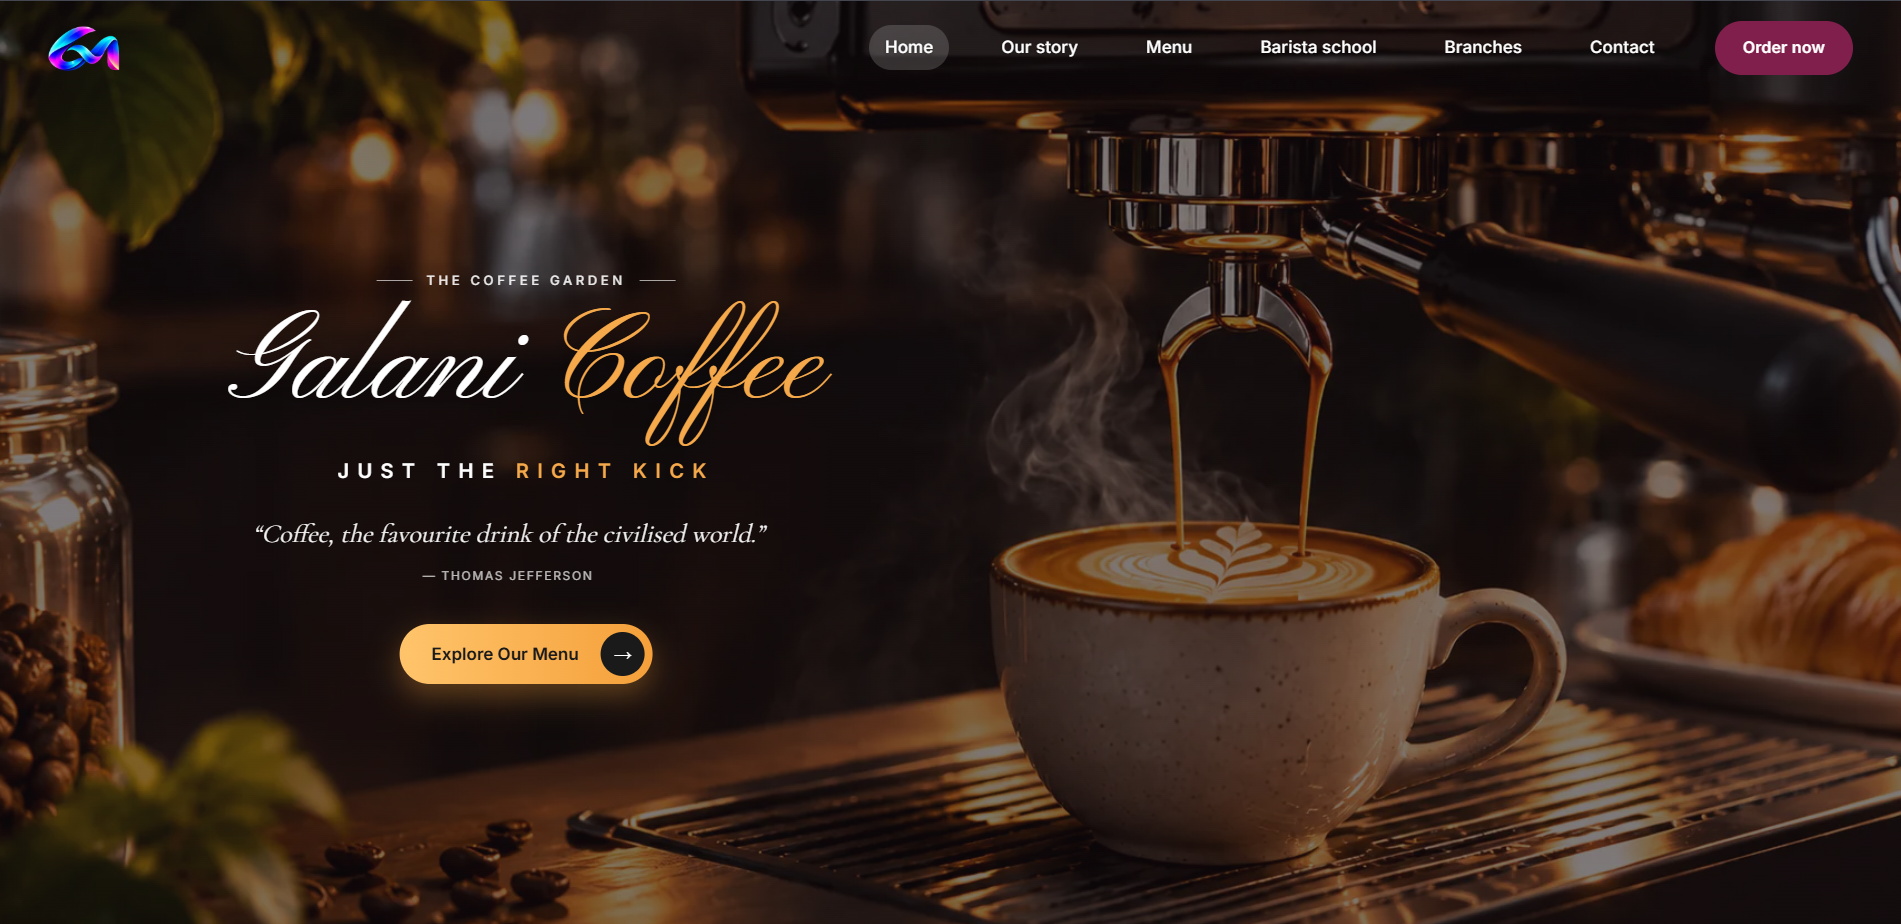 Home
Our story
Menu
Barista school
Branches
Contact
Order now
THE COFFEE GARDEN
Galani Coffee
JUST THE RIGHT KICK
“Coffee, the favourite drink of the civilised world.”
— THOMAS JEFFERSON
Explore Our Menu →